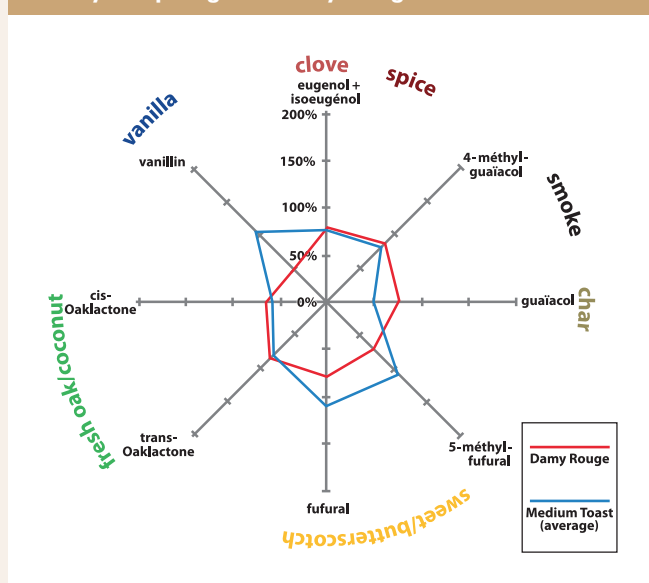 clove
spice
eugenol +
isoeugénol
200%
vanilla
vanillin
150%
4-méthyl-
guaïacol
smoke
100%
50%
cis-
Oaklactone
0%
guaïacol
char
fresh oak/coconut
trans-
Oaklactone
5-méthyl-
fufural
fufural
sweet/butterscotch
Damy Rouge
Medium Toast
(average)